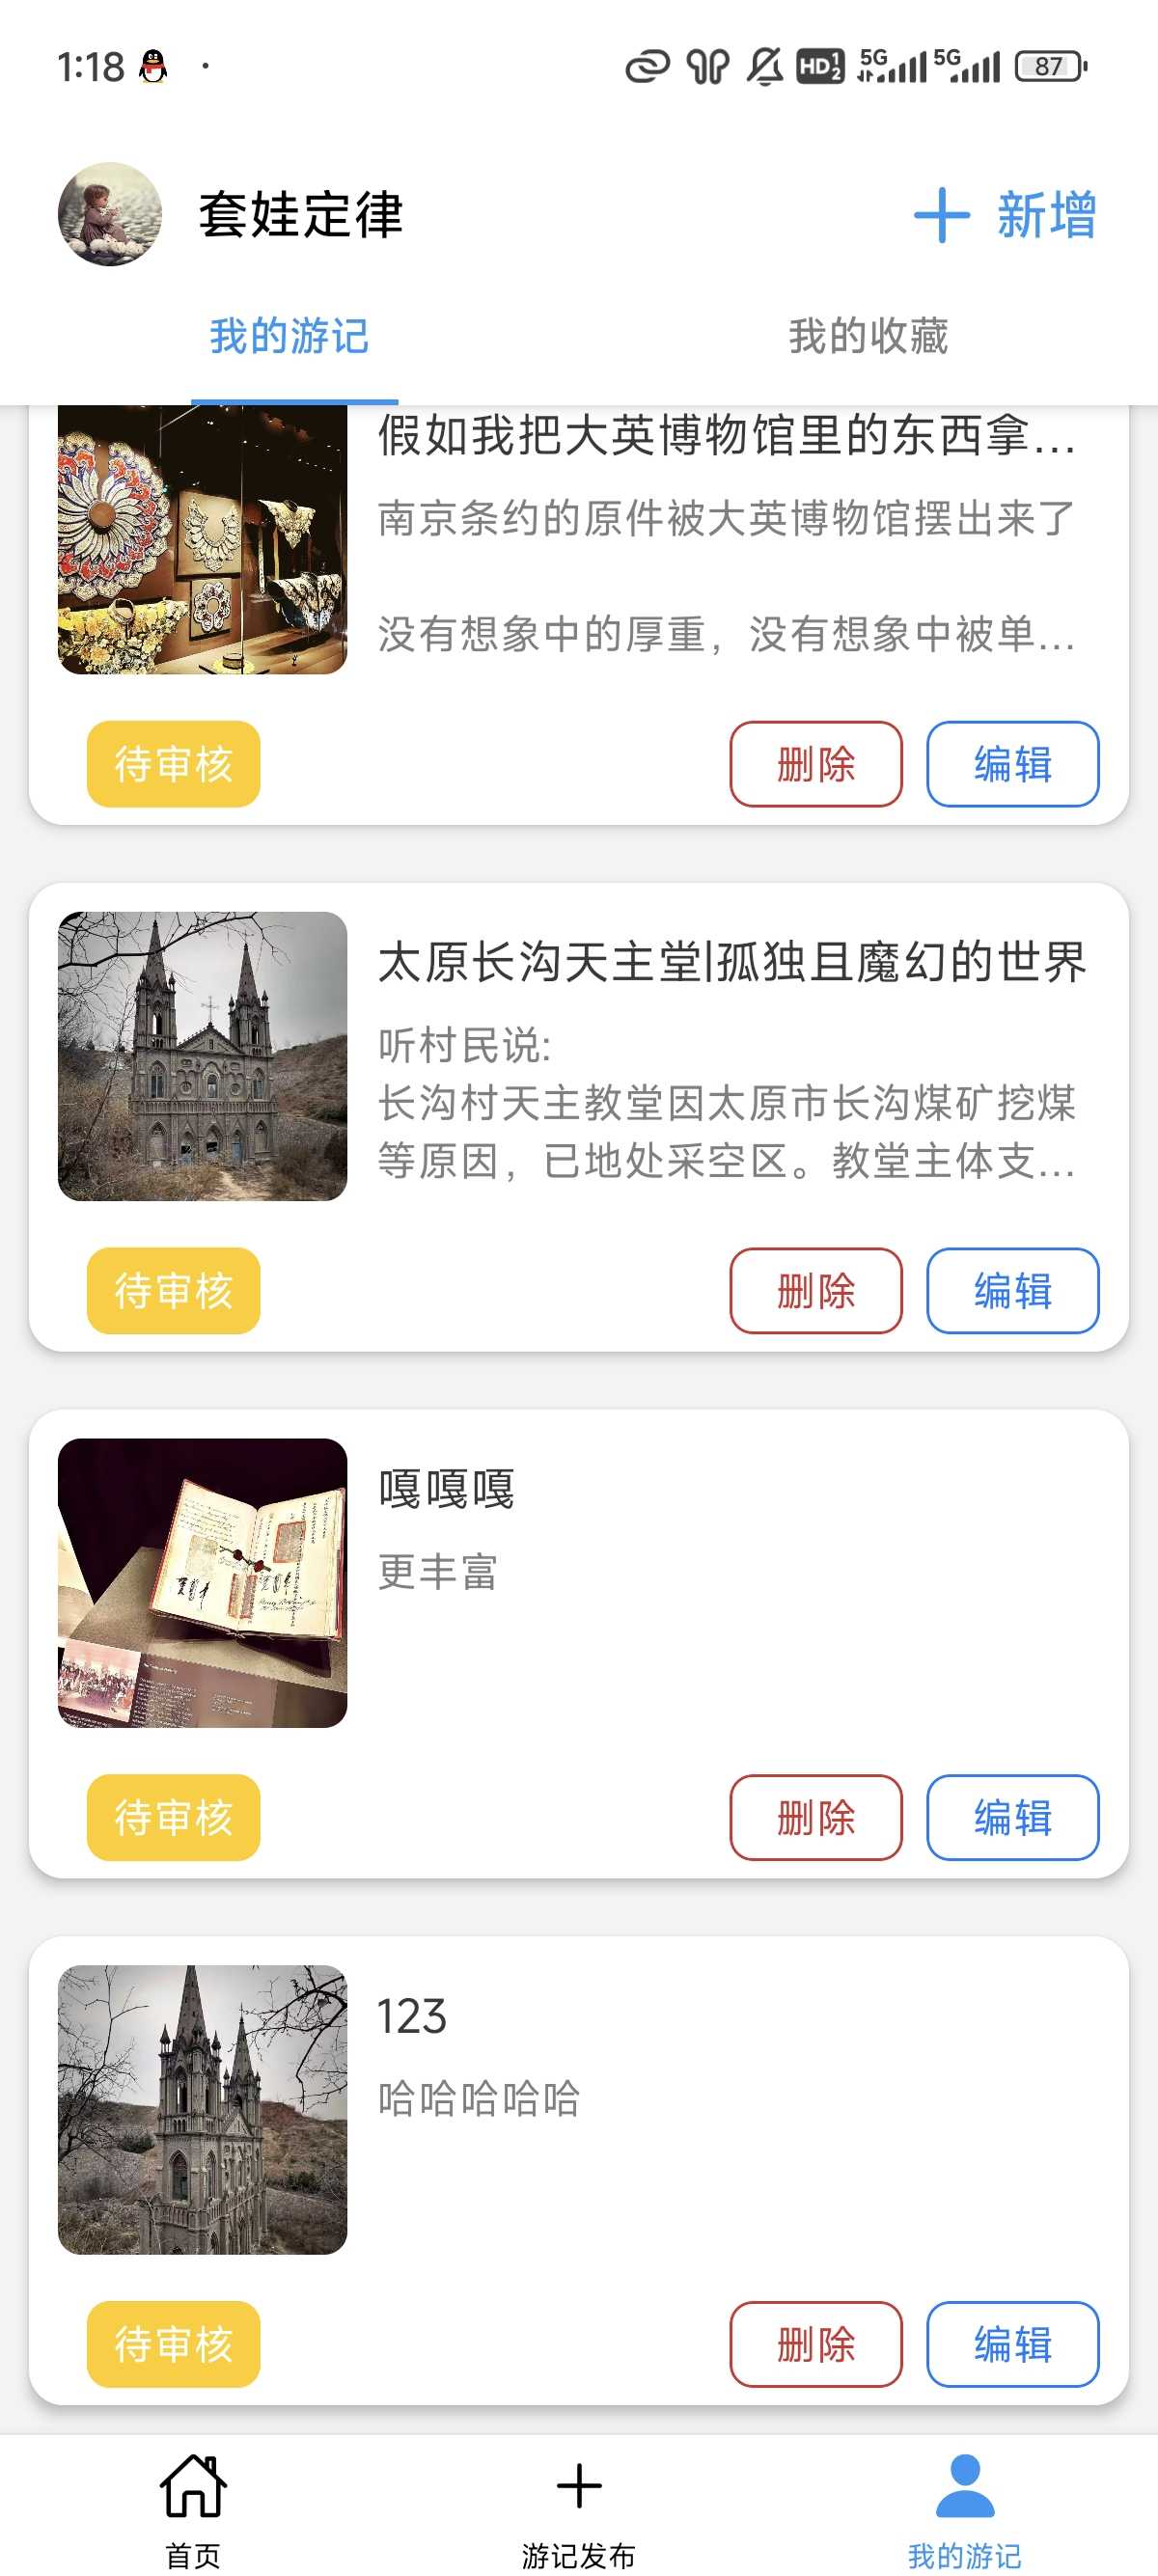 1:18
HD 1 2
5G
5G
87
套娃定律
新增
我的游记
我的收藏
假如我把大英博物馆里的东西拿...
南京条约的原件被大英博物馆摆出来了
没有想象中的厚重，没有想象中被单...
待审核
删除
编辑
太原长沟天主堂|孤独且魔幻的世界
听村民说:
长沟村天主教堂因太原市长沟煤矿挖煤
等原因，已地处采空区。教堂主体支...
待审核
删除
编辑
嘎嘎嘎
更丰富
待审核
删除
编辑
123
哈哈哈哈哈
待审核
删除
编辑
首页
游记发布
我的游记